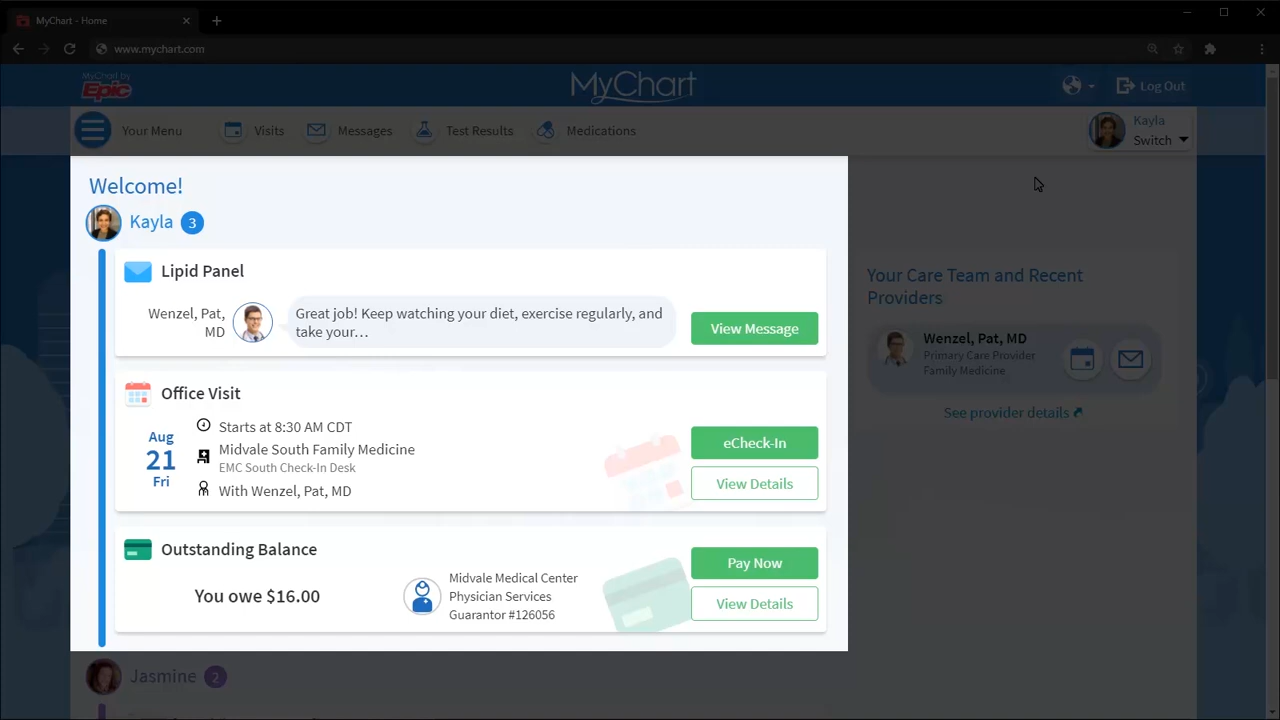 MyChart - Home
www.mychart.com
MyChart by
Epic
MyChart
Log Out
Your Menu
Visits
Messages
Test Results
Medications
Kayla
Switch
Welcome!
Kayla 3
Lipid Panel
Wenzel, Pat,
MD
Great job! Keep watching your diet, exercise regularly, and
take your...
View Message
Office Visit
Aug
21
Fri
Starts at 8:30 AM CDT
Midvale South Family Medicine
EMC South Check-In Desk
With Wenzel, Pat, MD
eCheck-In
View Details
Outstanding Balance
You owe $16.00
Midvale Medical Center
Physician Services
Guarantor #126056
Pay Now
View Details
Your Care Team and Recent
Providers
Wenzel, Pat, MD
Primary Care Provider
Family Medicine
See provider details
Jasmine 2